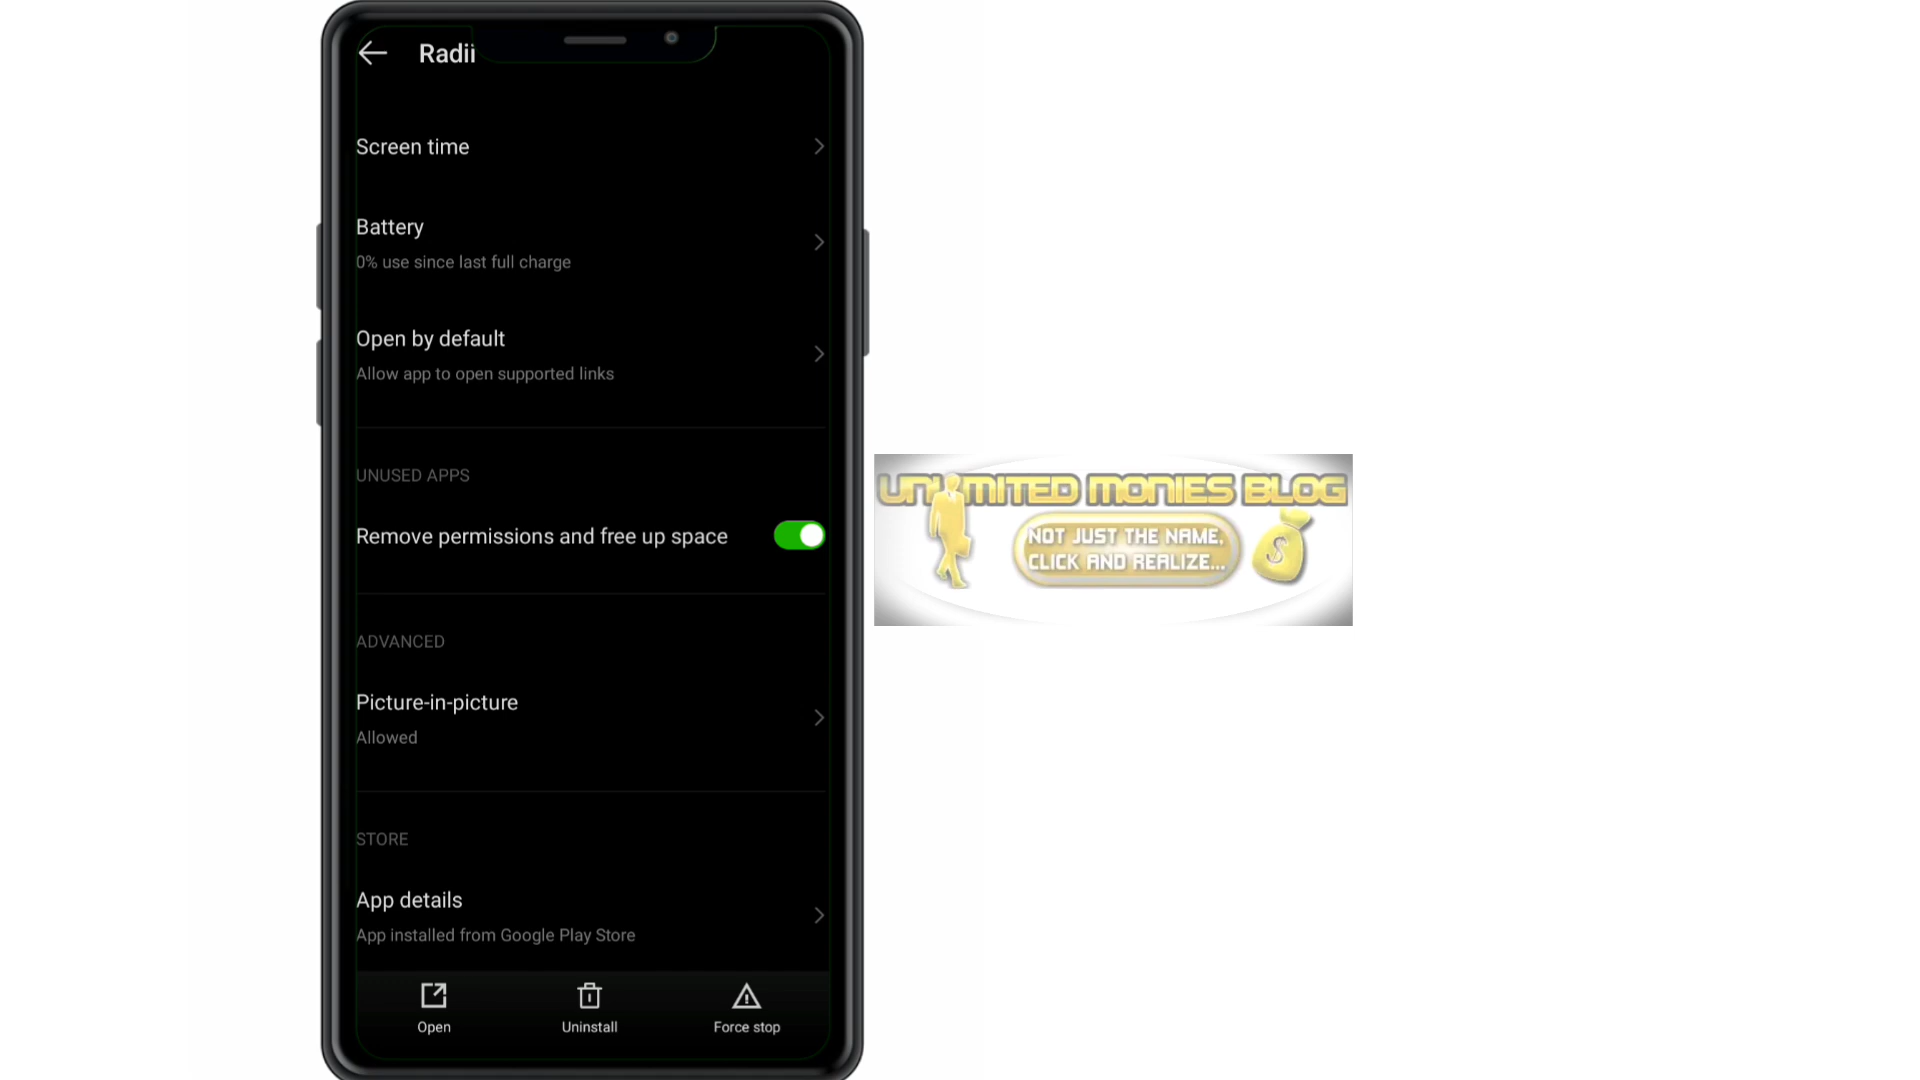 Radii
Screen time
Battery
0% use since last full charge
Open by default
Allow app to open supported links
UNUSED APPS
Remove permissions and free up space
ADVANCED
Picture-in-picture
Allowed
STORE
App details
App installed from Google Play Store
Open
Uninstall
Force stop
UNLIMITED MONIES BLOG
NOT JUST THE NAME,
CLICK AND REALIZE...
$